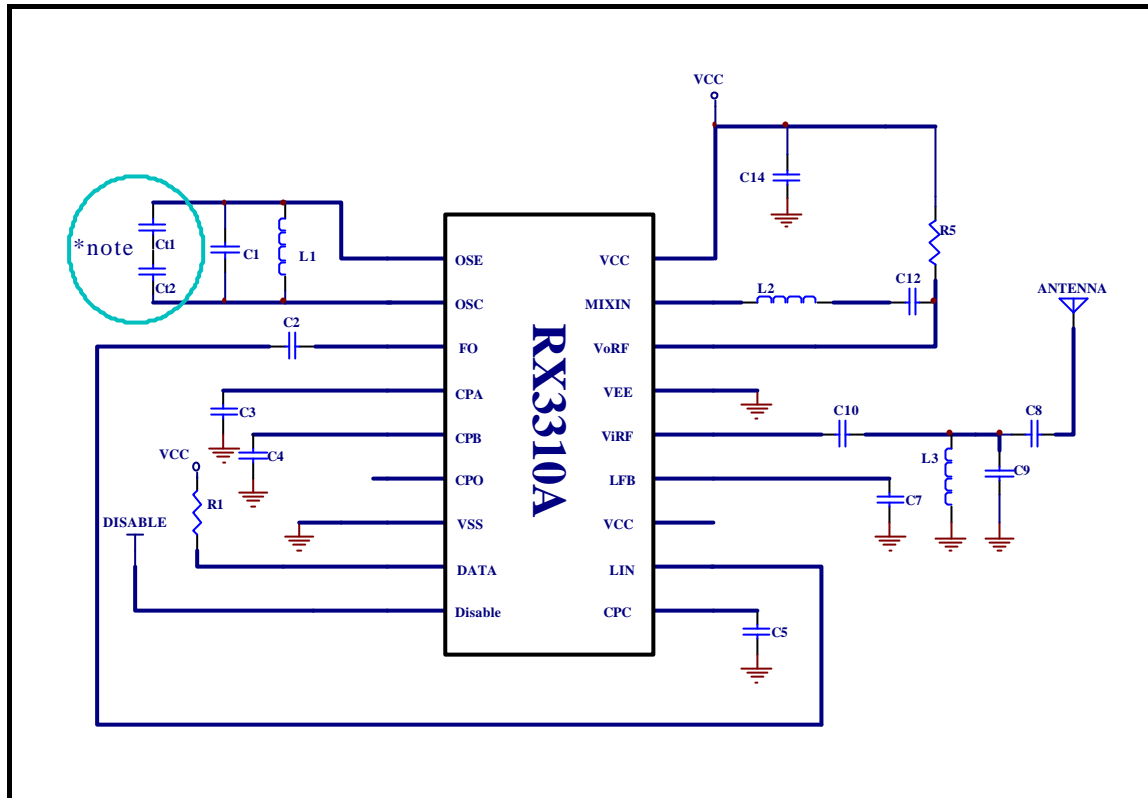 VCC
C14
R5
*note
Ct1
Ct2
C1
L1
OSE
OSC
FO
CPA
CPB
CPO
VSS
DATA
Disable
RX3310A
VCC
MIXIN
VoRF
VEE
ViRF
LFB
VCC
LIN
CPC
L2
C12
ANTENNA
C2
C3
C4
VCC
R1
DISABLE
C10
C8
L3
C9
C7
C5